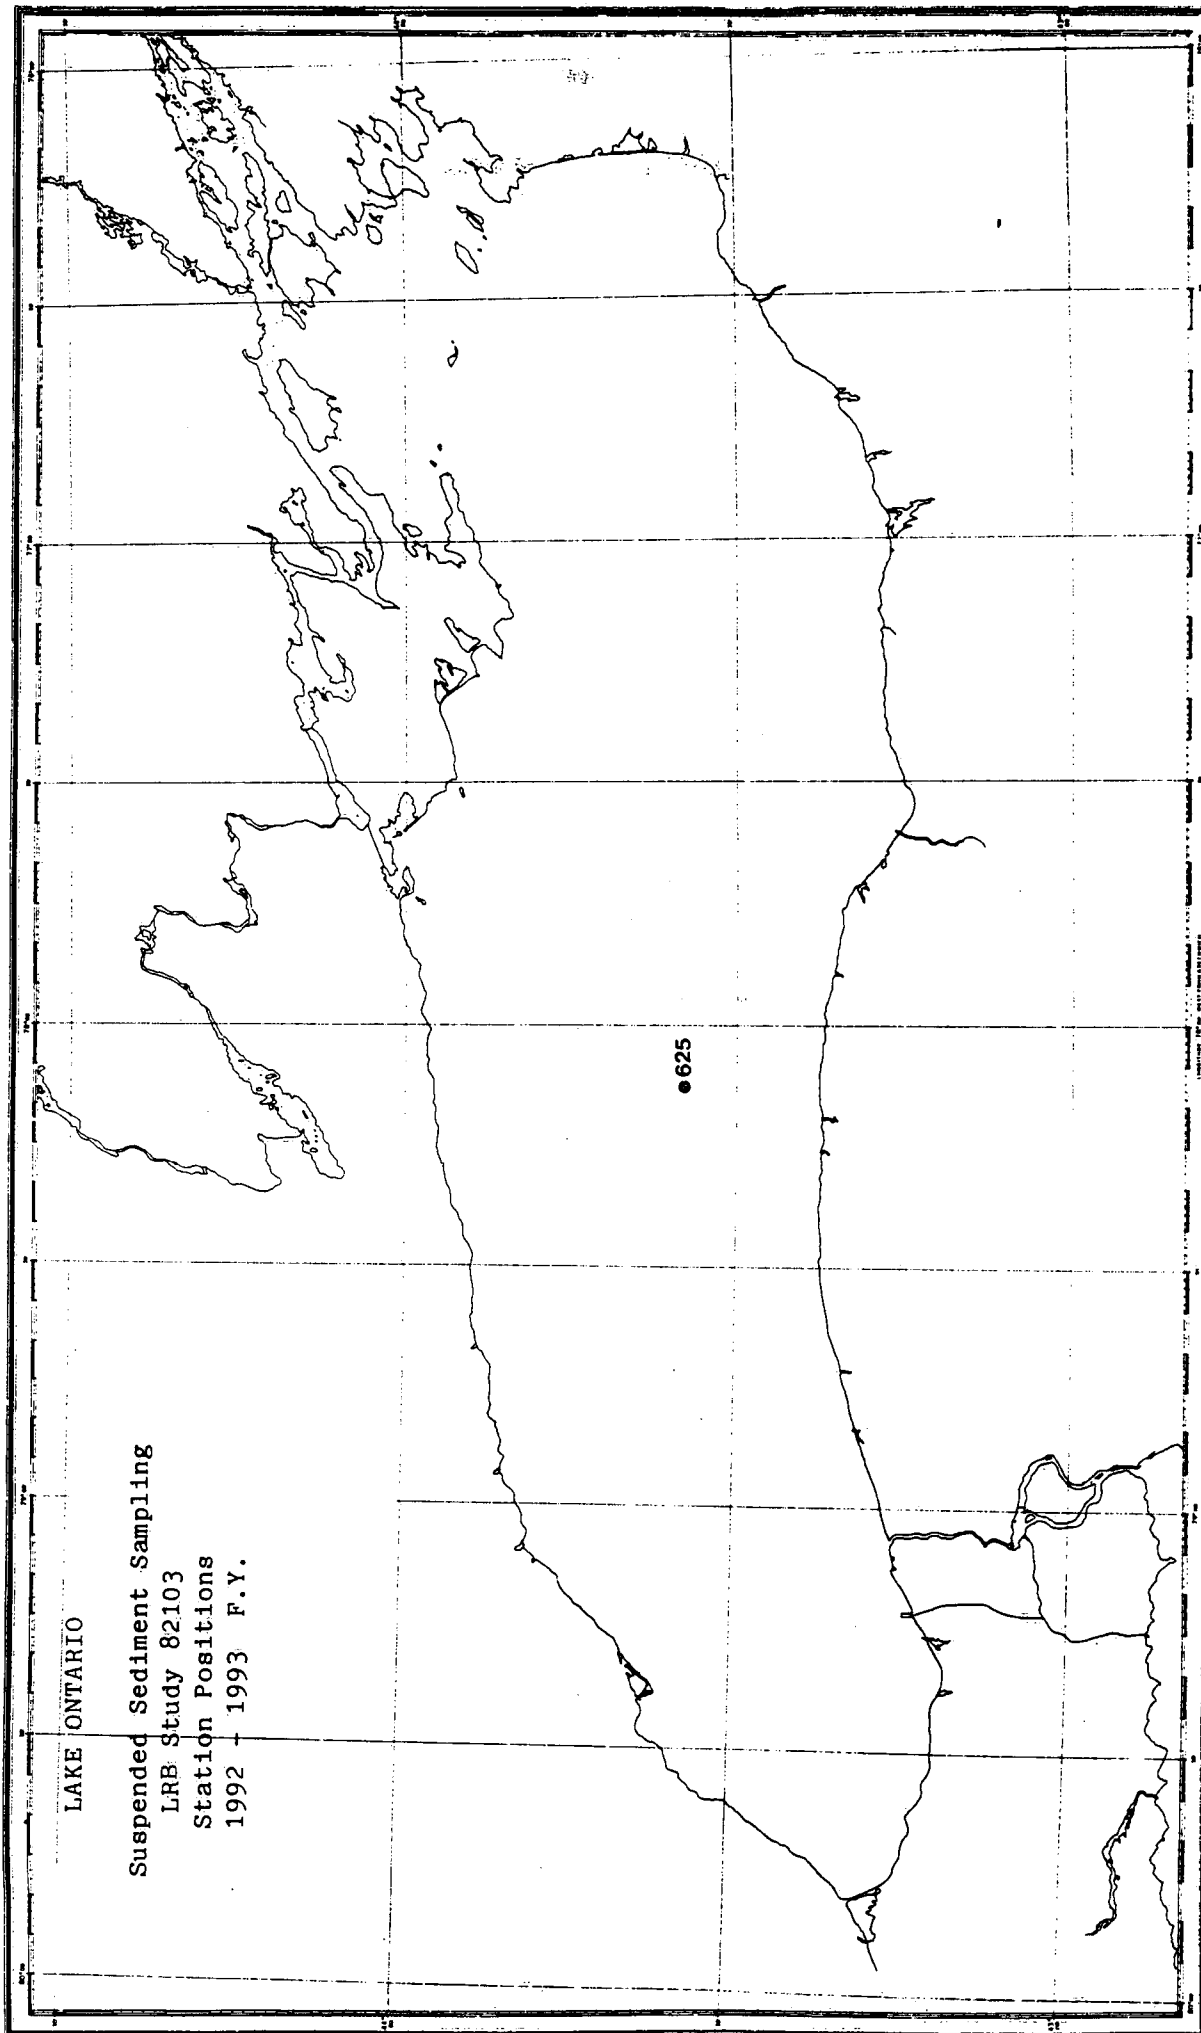 LAKE ONTARIO
Suspended Sediment Sampling
LRB Study 82103
Station Positions
1992 - 1993 F.Y.
625